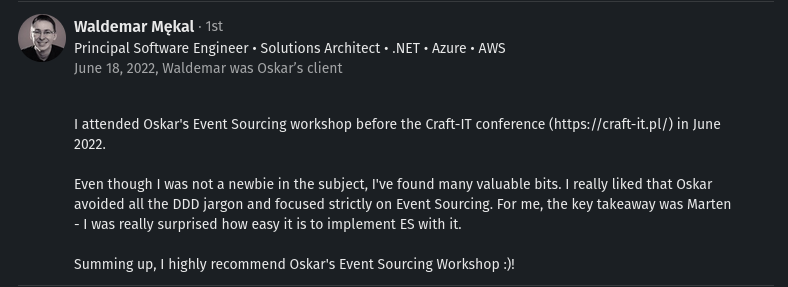 Waldemar Mękal · 1st
Principal Software Engineer • Solutions Architect • .NET • Azure • AWS
June 18, 2022, Waldemar was Oskar’s client
I attended Oskar's Event Sourcing workshop before the Craft-IT conference (https://craft-it.pl/) in June
2022.
Even though I was not a newbie in the subject, I've found many valuable bits. I really liked that Oskar
avoided all the DDD jargon and focused strictly on Event Sourcing. For me, the key takeaway was Marten
- I was really surprised how easy it is to implement ES with it.
Summing up, I highly recommend Oskar's Event Sourcing Workshop :)!